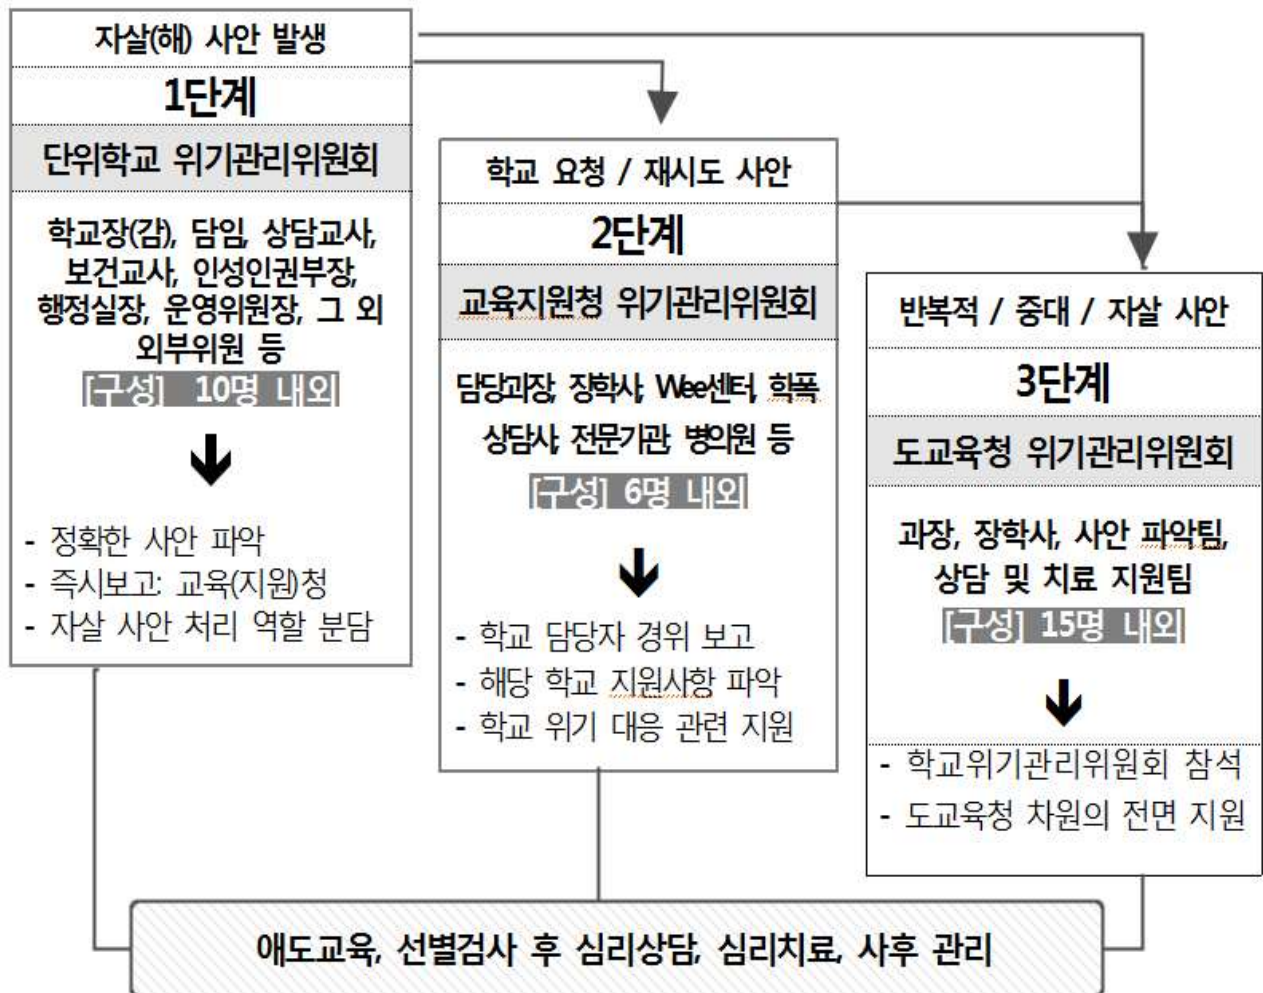 자살(해) 사안 발생
1단계
단위학교 위기관리위원회
학교장(감), 담임, 상담교사,
보건교사, 인성인권부장,
행정실장, 운영위원장, 그 외
외부위원 등
[구성] 10명 내외
- 정확한 사안 파악
- 즉시보고: 교육(지원)청
- 자살 사안 처리 역할 분담
학교 요청 / 재시도 사안
2단계
교육지원청 위기관리위원회
담당과장, 장학사, Wee센터, 학폭
상담사, 전문기관, 병의원 등
[구성] 6명 내외
- 학교 담당자 경위 보고
- 해당 학교 지원사항 파악
- 학교 위기 대응 관련 지원
반복적 / 중대 / 자살 사안
3단계
도교육청 위기관리위원회
과장, 장학사, 사안 파악팀,
상담 및 치료 지원팀
[구성] 15명 내외
- 학교위기관리위원회 참석
- 도교육청 차원의 전면 지원
애도교육, 선별검사 후 심리상담, 심리치료, 사후 관리